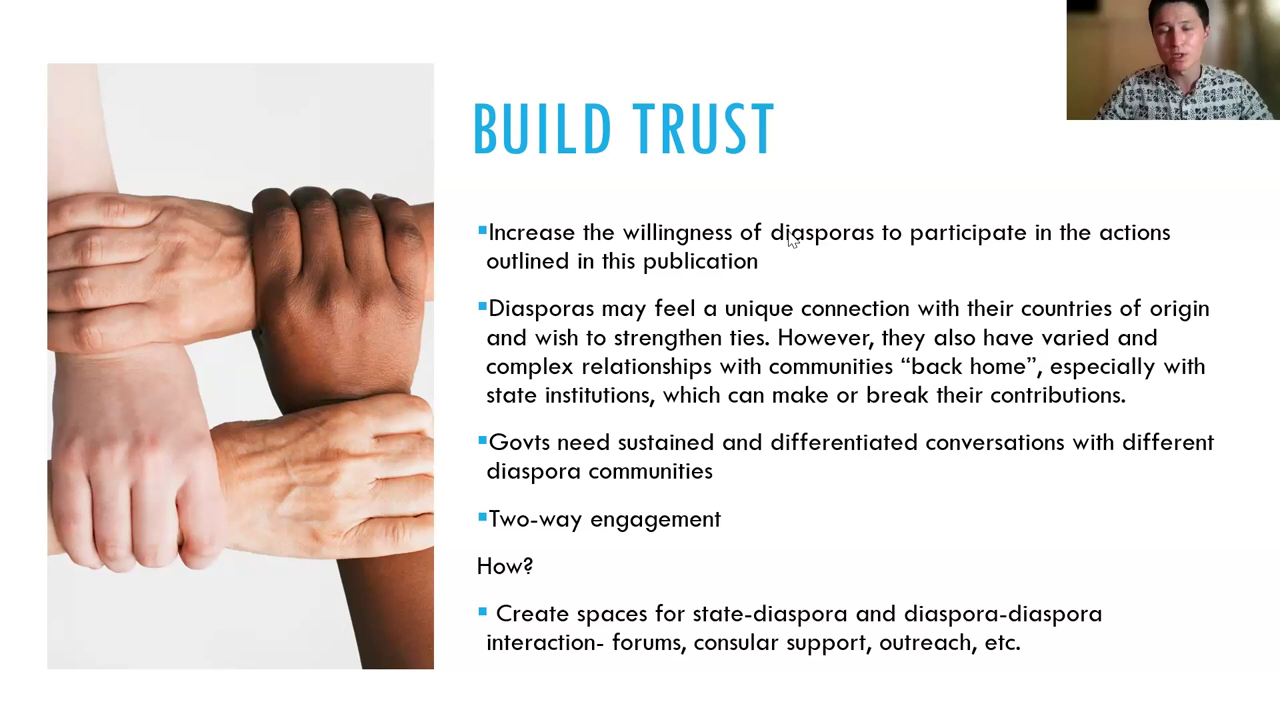 BUILD TRUST
▪Increase the willingness of diasporas to participate in the actions
outlined in this publication
▪Diasporas may feel a unique connection with their countries of origin
and wish to strengthen ties. However, they also have varied and
complex relationships with communities “back home”, especially with
state institutions, which can make or break their contributions.
▪Govts need sustained and differentiated conversations with different
diaspora communities
▪Two-way engagement
How?
▪ Create spaces for state-diaspora and diaspora-diaspora
interaction- forums, consular support, outreach, etc.